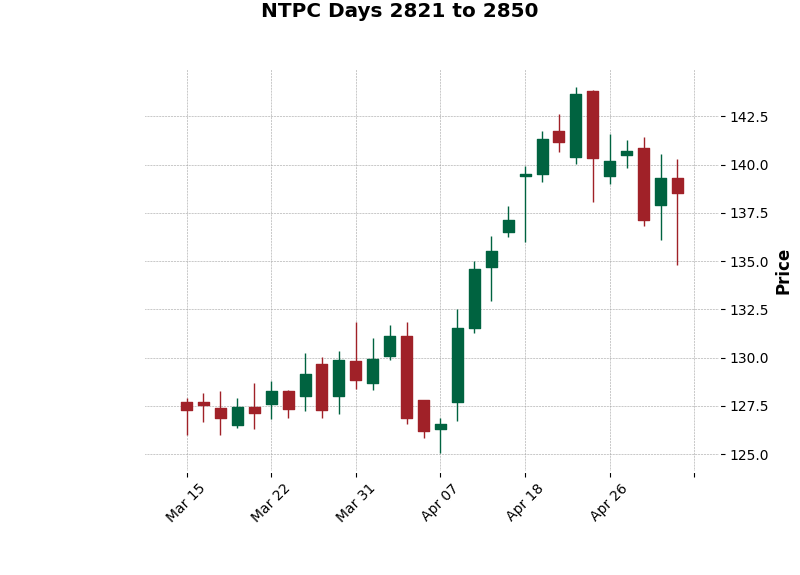 NTPC Days 2821 to 2850
142.5
140.0
137.5
135.0
132.5
130.0
127.5
125.0
Price
Mar 15
Mar 22
Mar 31
Apr 07
Apr 18
Apr 26